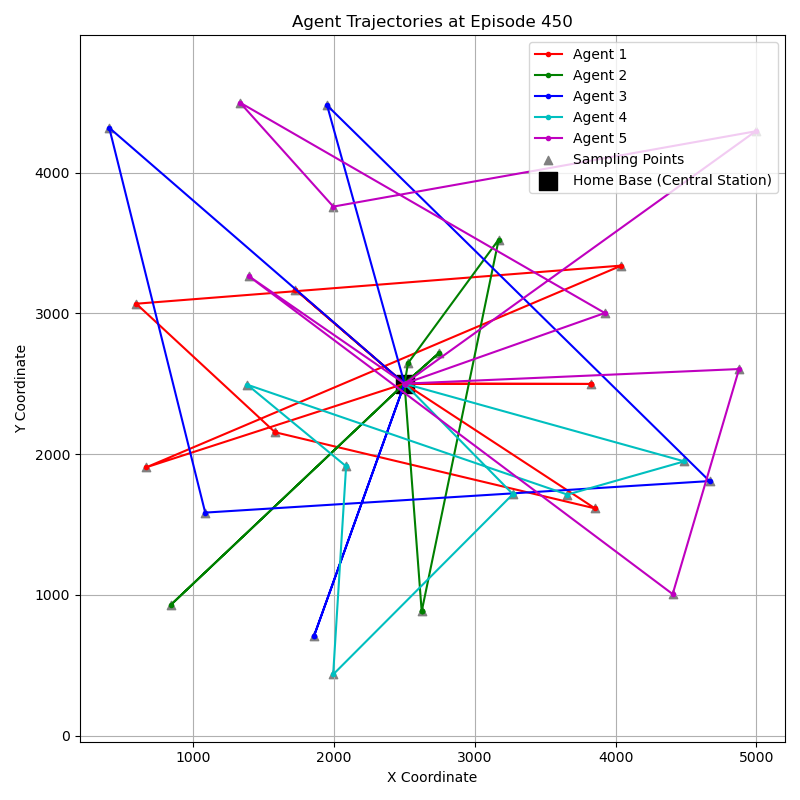 Agent Trajectories at Episode 450
Agent 1
Agent 2
Agent 3
Agent 4
Agent 5
Sampling Points
Home Base (Central Station)
Y Coordinate
4000
3000
2000
1000
0
1000
2000
3000
4000
5000
X Coordinate